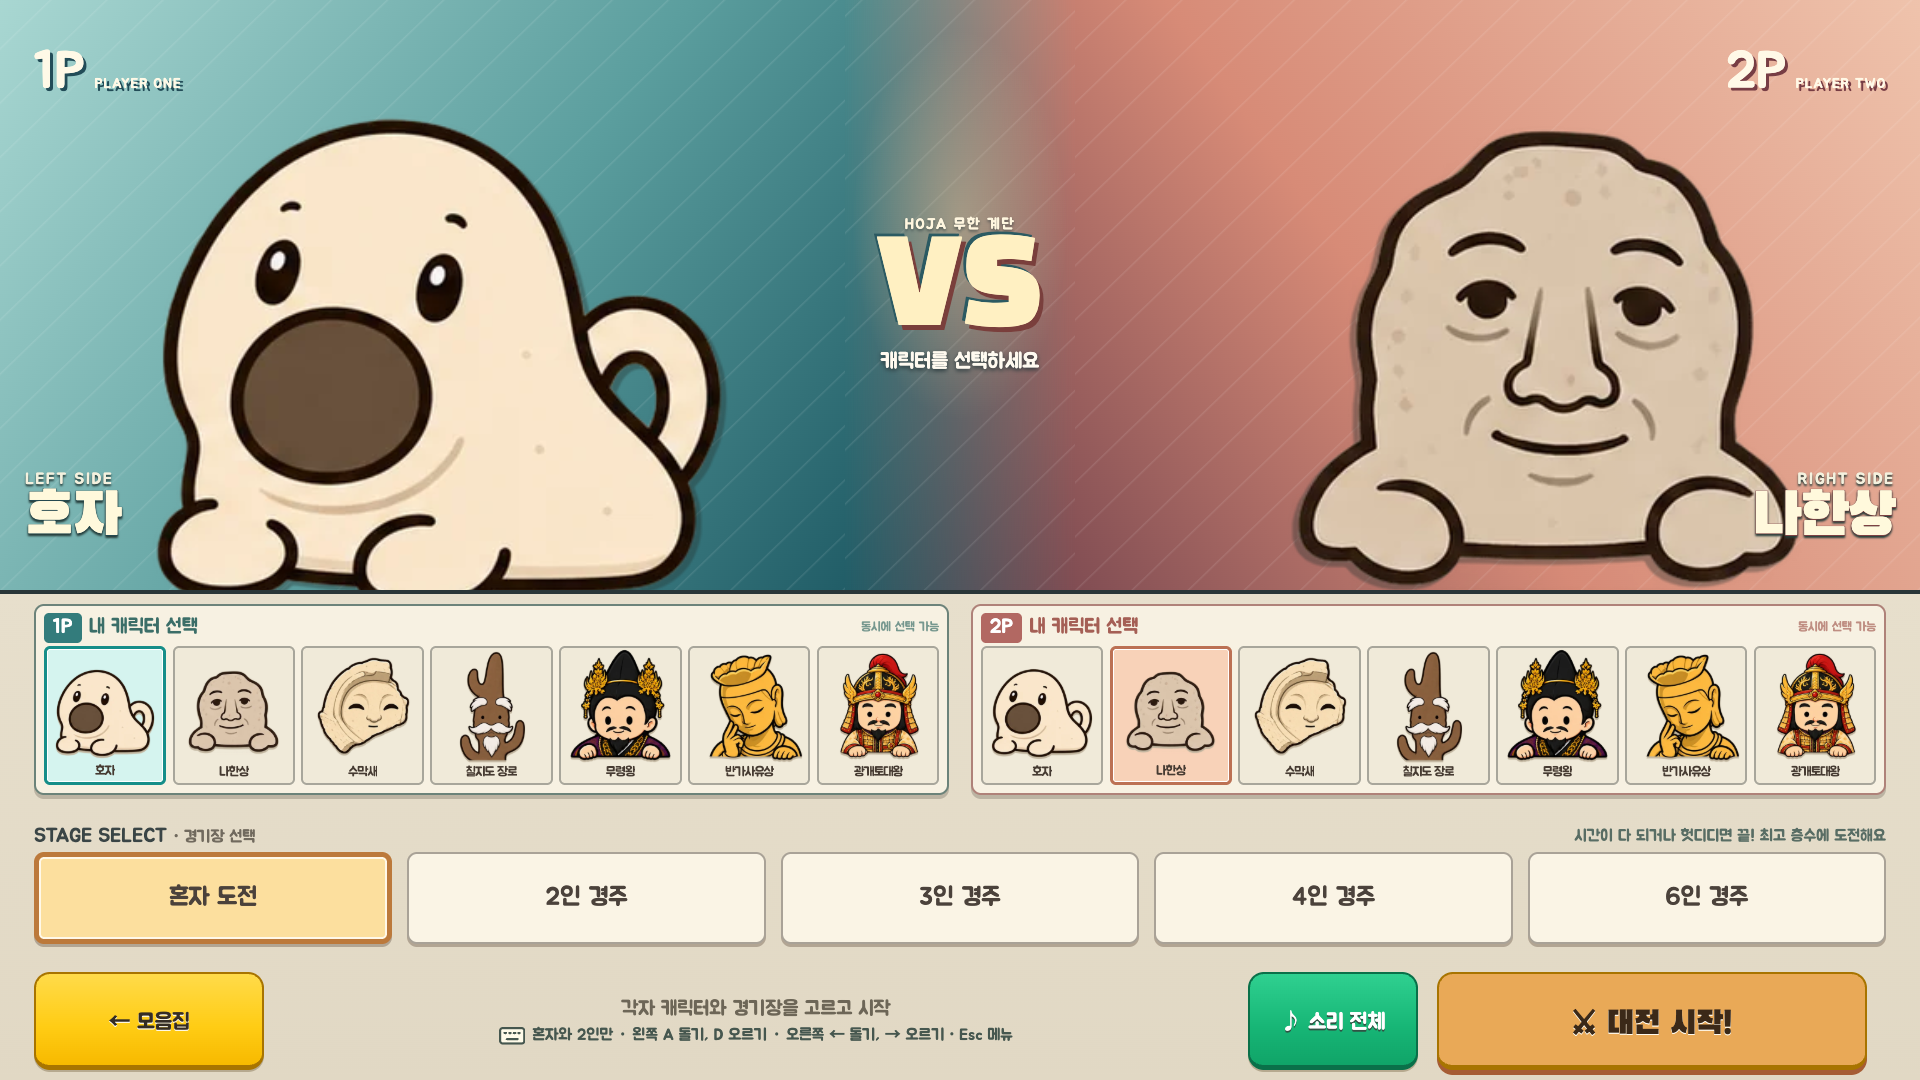 1P PLAYER ONE
2P PLAYER TWO
HOJA 무한 계단
VS
캐릭터를 선택하세요
LEFT SIDE
호자
RIGHT SIDE
나한상
1P 내 캐릭터 선택
동시에 선택 가능
호자
나한상
수막새
칠지도 장로
무령왕
반가사유상
광개토대왕
2P 내 캐릭터 선택
동시에 선택 가능
호자
나한상
수막새
칠지도 장로
무령왕
반가사유상
광개토대왕
STAGE SELECT · 경기장 선택
시간이 다 되거나 헛디디면 끝! 최고 층수에 도전해요
혼자 도전
2인 경주
3인 경주
4인 경주
6인 경주
← 모음집
각자 캐릭터와 경기장을 고르고 시작
혼자와 2인만 · 왼쪽 A 돌기, D 오르기 · 오른쪽 ← 돌기, → 오르기 · Esc 메뉴
♪ 소리 전체
⚔ 대전 시작!